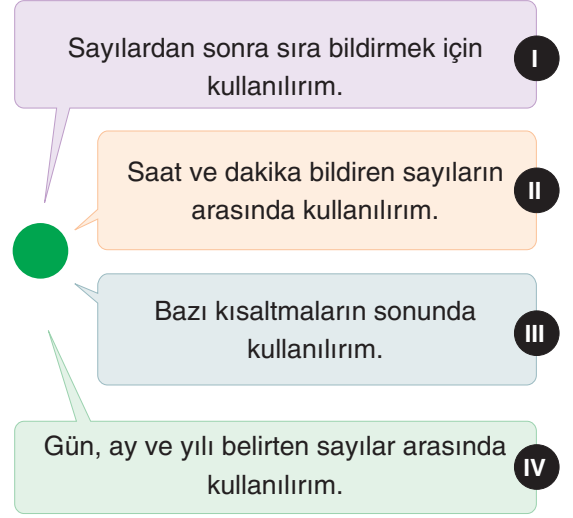 Sayılardan sonra sıra bildirmek için
kullanılırım.
I
Saat ve dakika bildiren sayıların
arasında kullanılırım.
II
Bazı kısaltmaların sonunda
kullanılırım.
III
Gün, ay ve yılı belirten sayılar arasında
kullanılırım.
IV